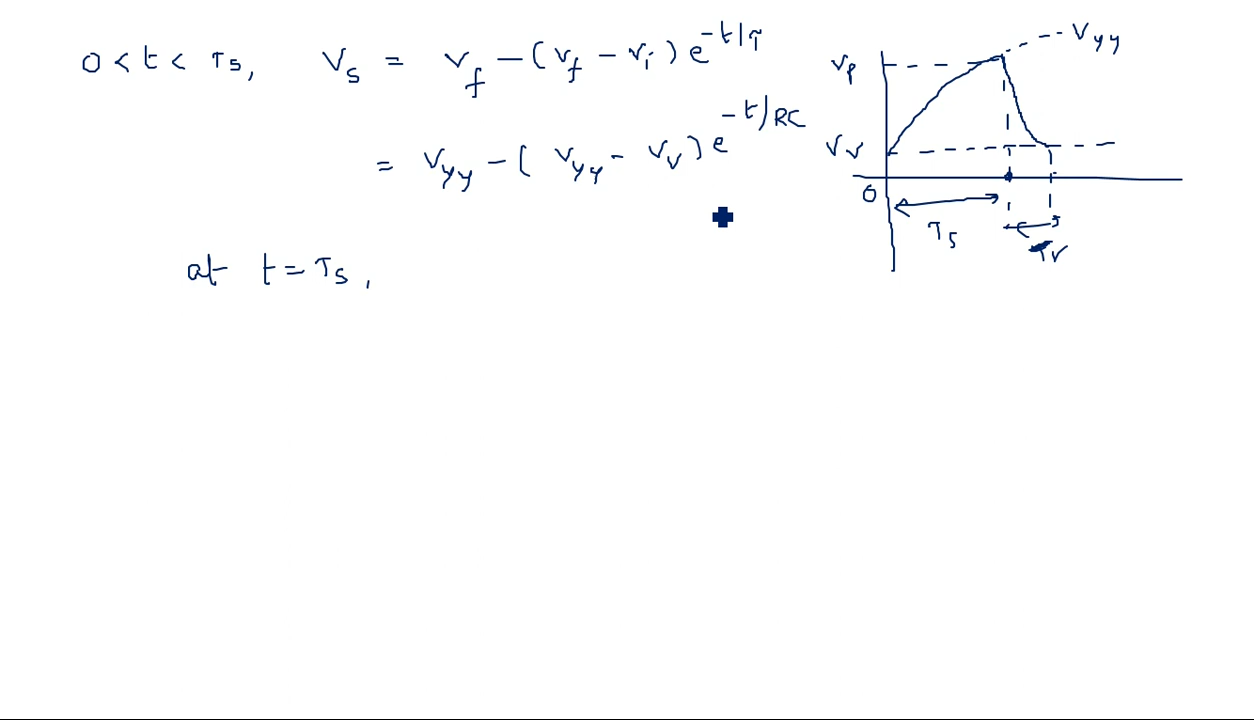 0 < t < Ts, Vs = Vf - (Vf - Vi) e^-t/τ
= Vyy - (Vyy - Vv) e^-t/RC
at t = Ts,
Vyy
Vp
Vv
0
Ts
Tr